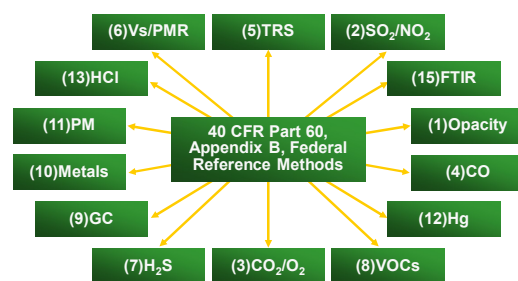 (6)Vs/PMR
(5)TRS
(2)SO₂/NO₂
(13)HCl
(15)FTIR
(11)PM
40 CFR Part 60,
Appendix B, Federal
Reference Methods
(1)Opacity
(10)Metals
(4)CO
(9)GC
(12)Hg
(7)H₂S
(3)CO₂/O₂
(8)VOCs